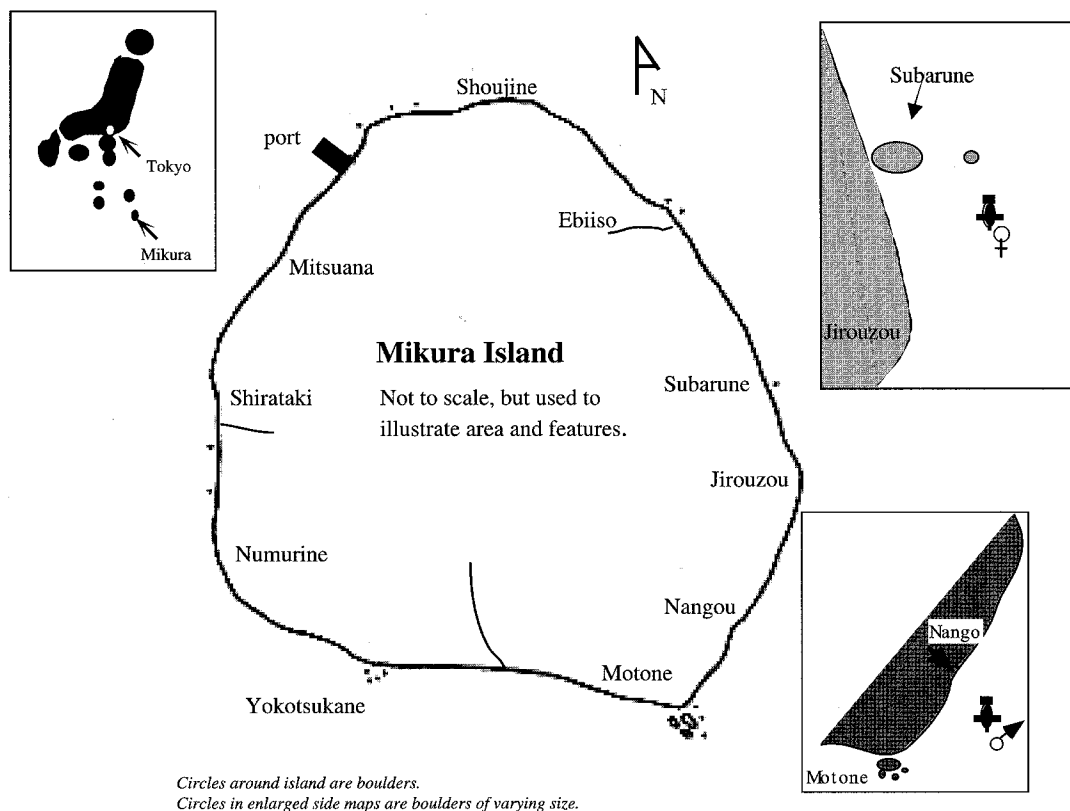 Tokyo
Mikura
N
Shoujine
port
Ebiiso
Mitsuana
Mikura Island
Not to scale, but used to
illustrate area and features.
Shirataki
Subarune
Jirouzou
Numurine
Nangou
Motone
Yokotsukane
Subarune
Jirouzou
Nango
Motone
Circles around island are boulders.
Circles in enlarged side maps are boulders of varying size.